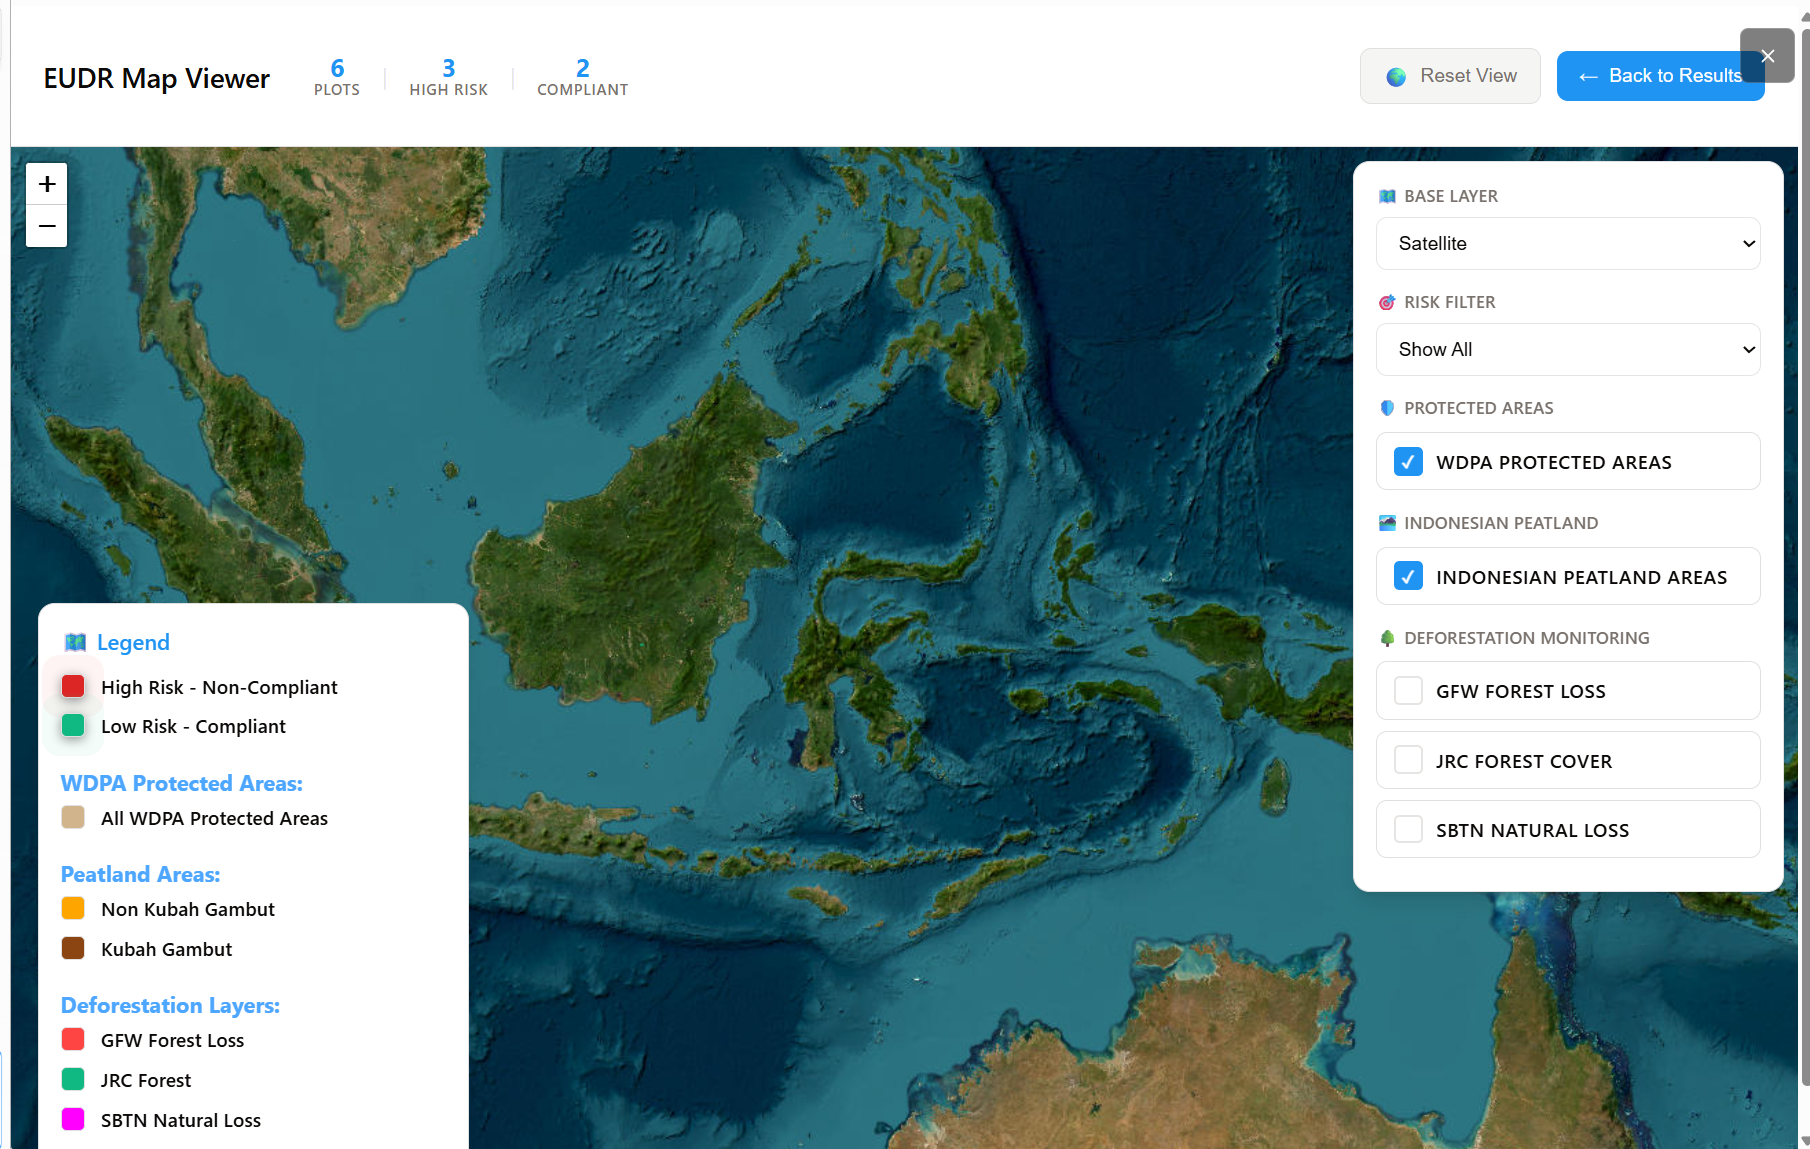 EUDR Map Viewer
6
PLOTS
3
HIGH RISK
2
COMPLIANT
Reset View
← Back to Results
×
+
−
BASE LAYER
Satellite
RISK FILTER
Show All
PROTECTED AREAS
WDPA PROTECTED AREAS
INDONESIAN PEATLAND
INDONESIAN PEATLAND AREAS
DEFORESTATION MONITORING
GFW FOREST LOSS
JRC FOREST COVER
SBTN NATURAL LOSS
Legend
High Risk - Non-Compliant
Low Risk - Compliant
WDPA Protected Areas:
All WDPA Protected Areas
Peatland Areas:
Non Kubah Gambut
Kubah Gambut
Deforestation Layers:
GFW Forest Loss
JRC Forest
SBTN Natural Loss